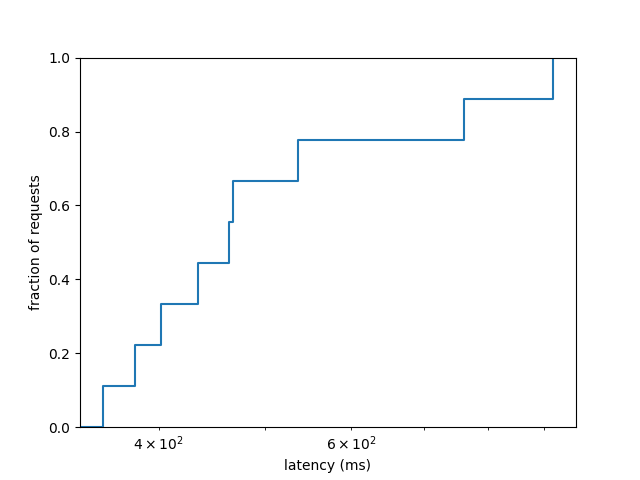 1.0
0.8
0.6
0.4
0.2
0.0
fraction of requests
4 × 10²
6 × 10²
latency (ms)